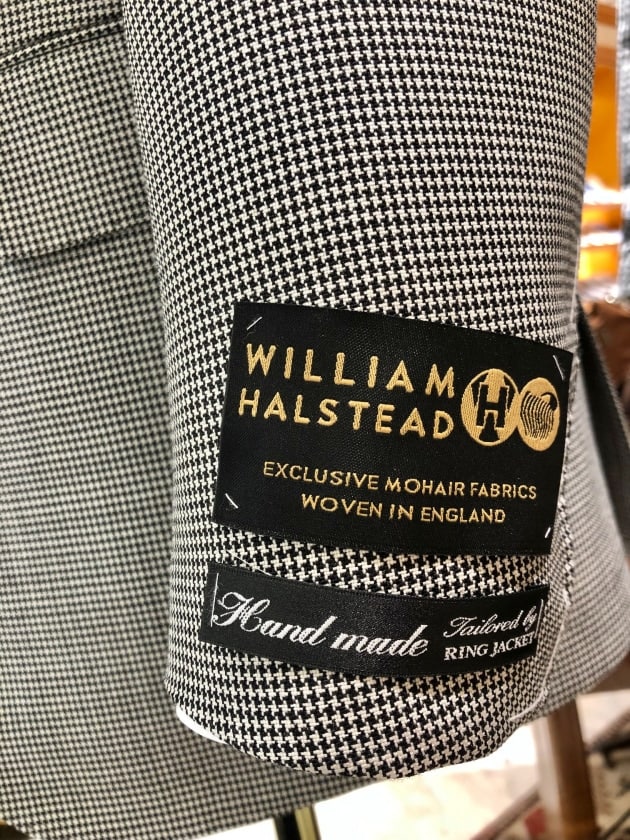 WILLIAM
HALSTEAD
H
EXCLUSIVE MOHAIR FABRICS
WOVEN IN ENGLAND
Hand made
Tailored by
RING JACKET